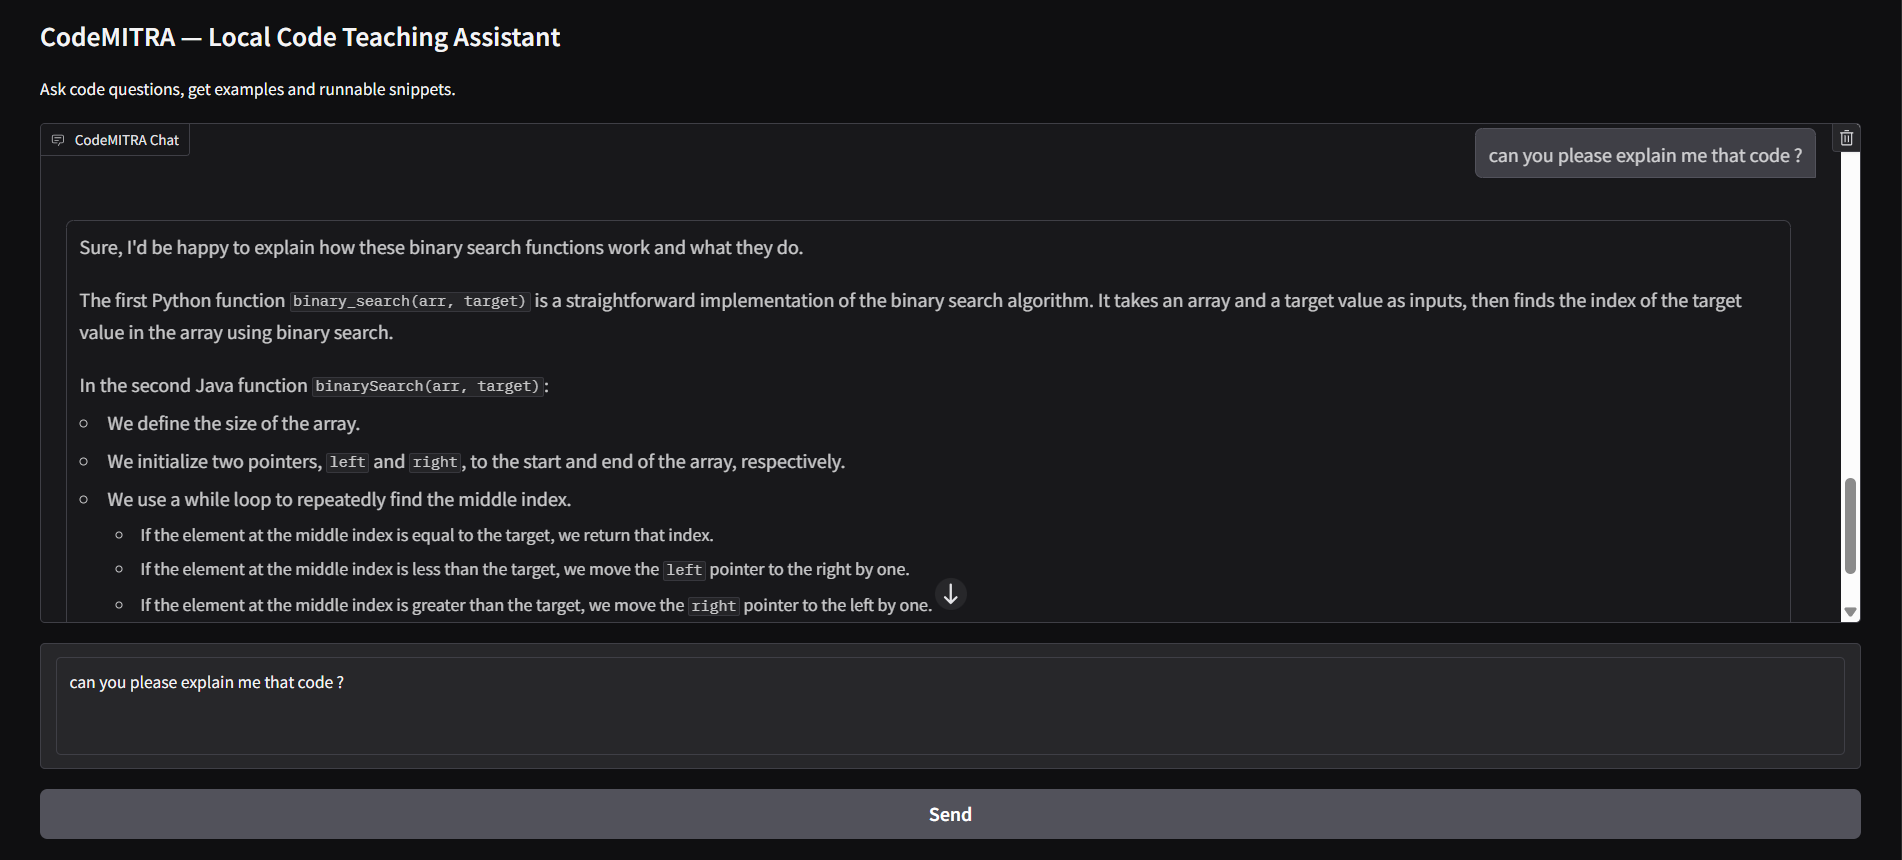 CodeMITRA — Local Code Teaching Assistant
Ask code questions, get examples and runnable snippets.
CodeMITRA Chat
can you please explain me that code ?
Sure, I'd be happy to explain how these binary search functions work and what they do.
The first Python function binary_search(arr, target) is a straightforward implementation of the binary search algorithm. It takes an array and a target value as inputs, then finds the index of the target
value in the array using binary search.
In the second Java function binarySearch(arr, target):
We define the size of the array.
We initialize two pointers, left and right, to the start and end of the array, respectively.
We use a while loop to repeatedly find the middle index.
If the element at the middle index is equal to the target, we return that index.
If the element at the middle index is less than the target, we move the left pointer to the right by one.
If the element at the middle index is greater than the target, we move the right pointer to the left by one.
can you please explain me that code ?
Send